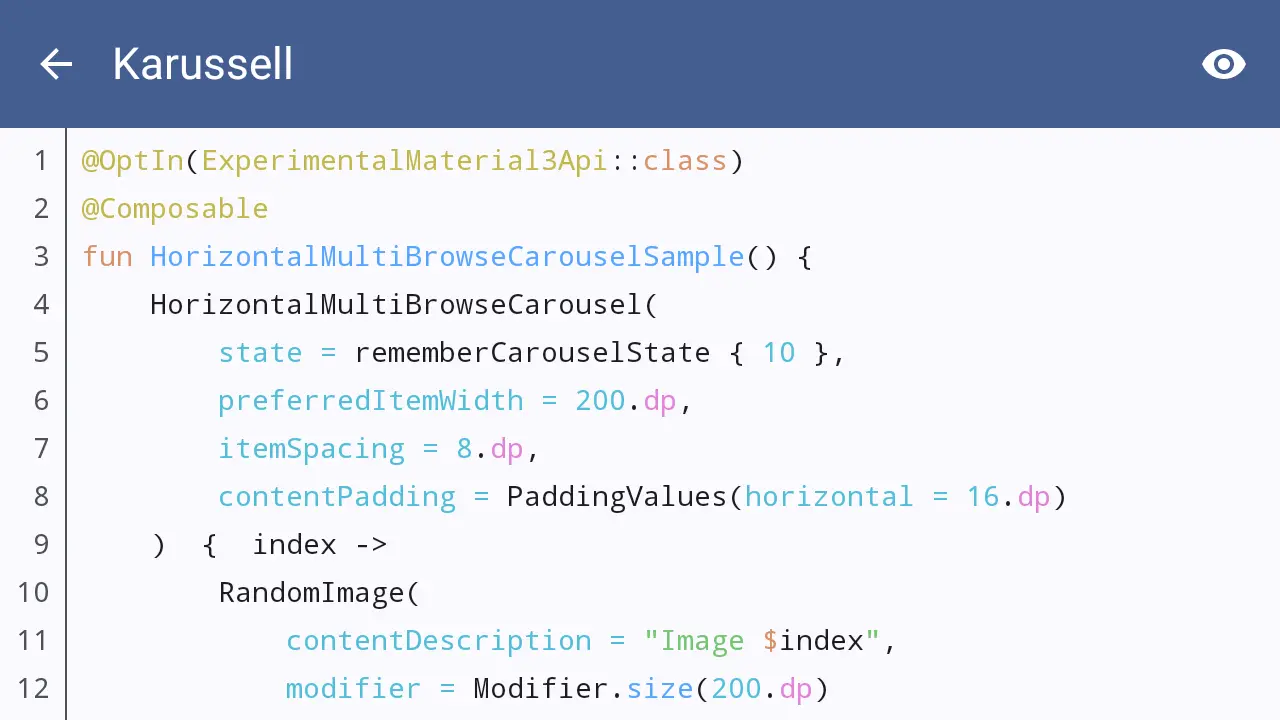 Karussell
1 @OptIn(ExperimentalMaterial3Api::class)
2 @Composable
3 fun HorizontalMultiBrowseCarouselSample() {
4     HorizontalMultiBrowseCarousel(
5         state = rememberCarouselState { 10 },
6         preferredItemWidth = 200.dp,
7         itemSpacing = 8.dp,
8         contentPadding = PaddingValues(horizontal = 16.dp)
9     )  {  index ->
10         RandomImage(
11             contentDescription = "Image $index",
12             modifier = Modifier.size(200.dp)